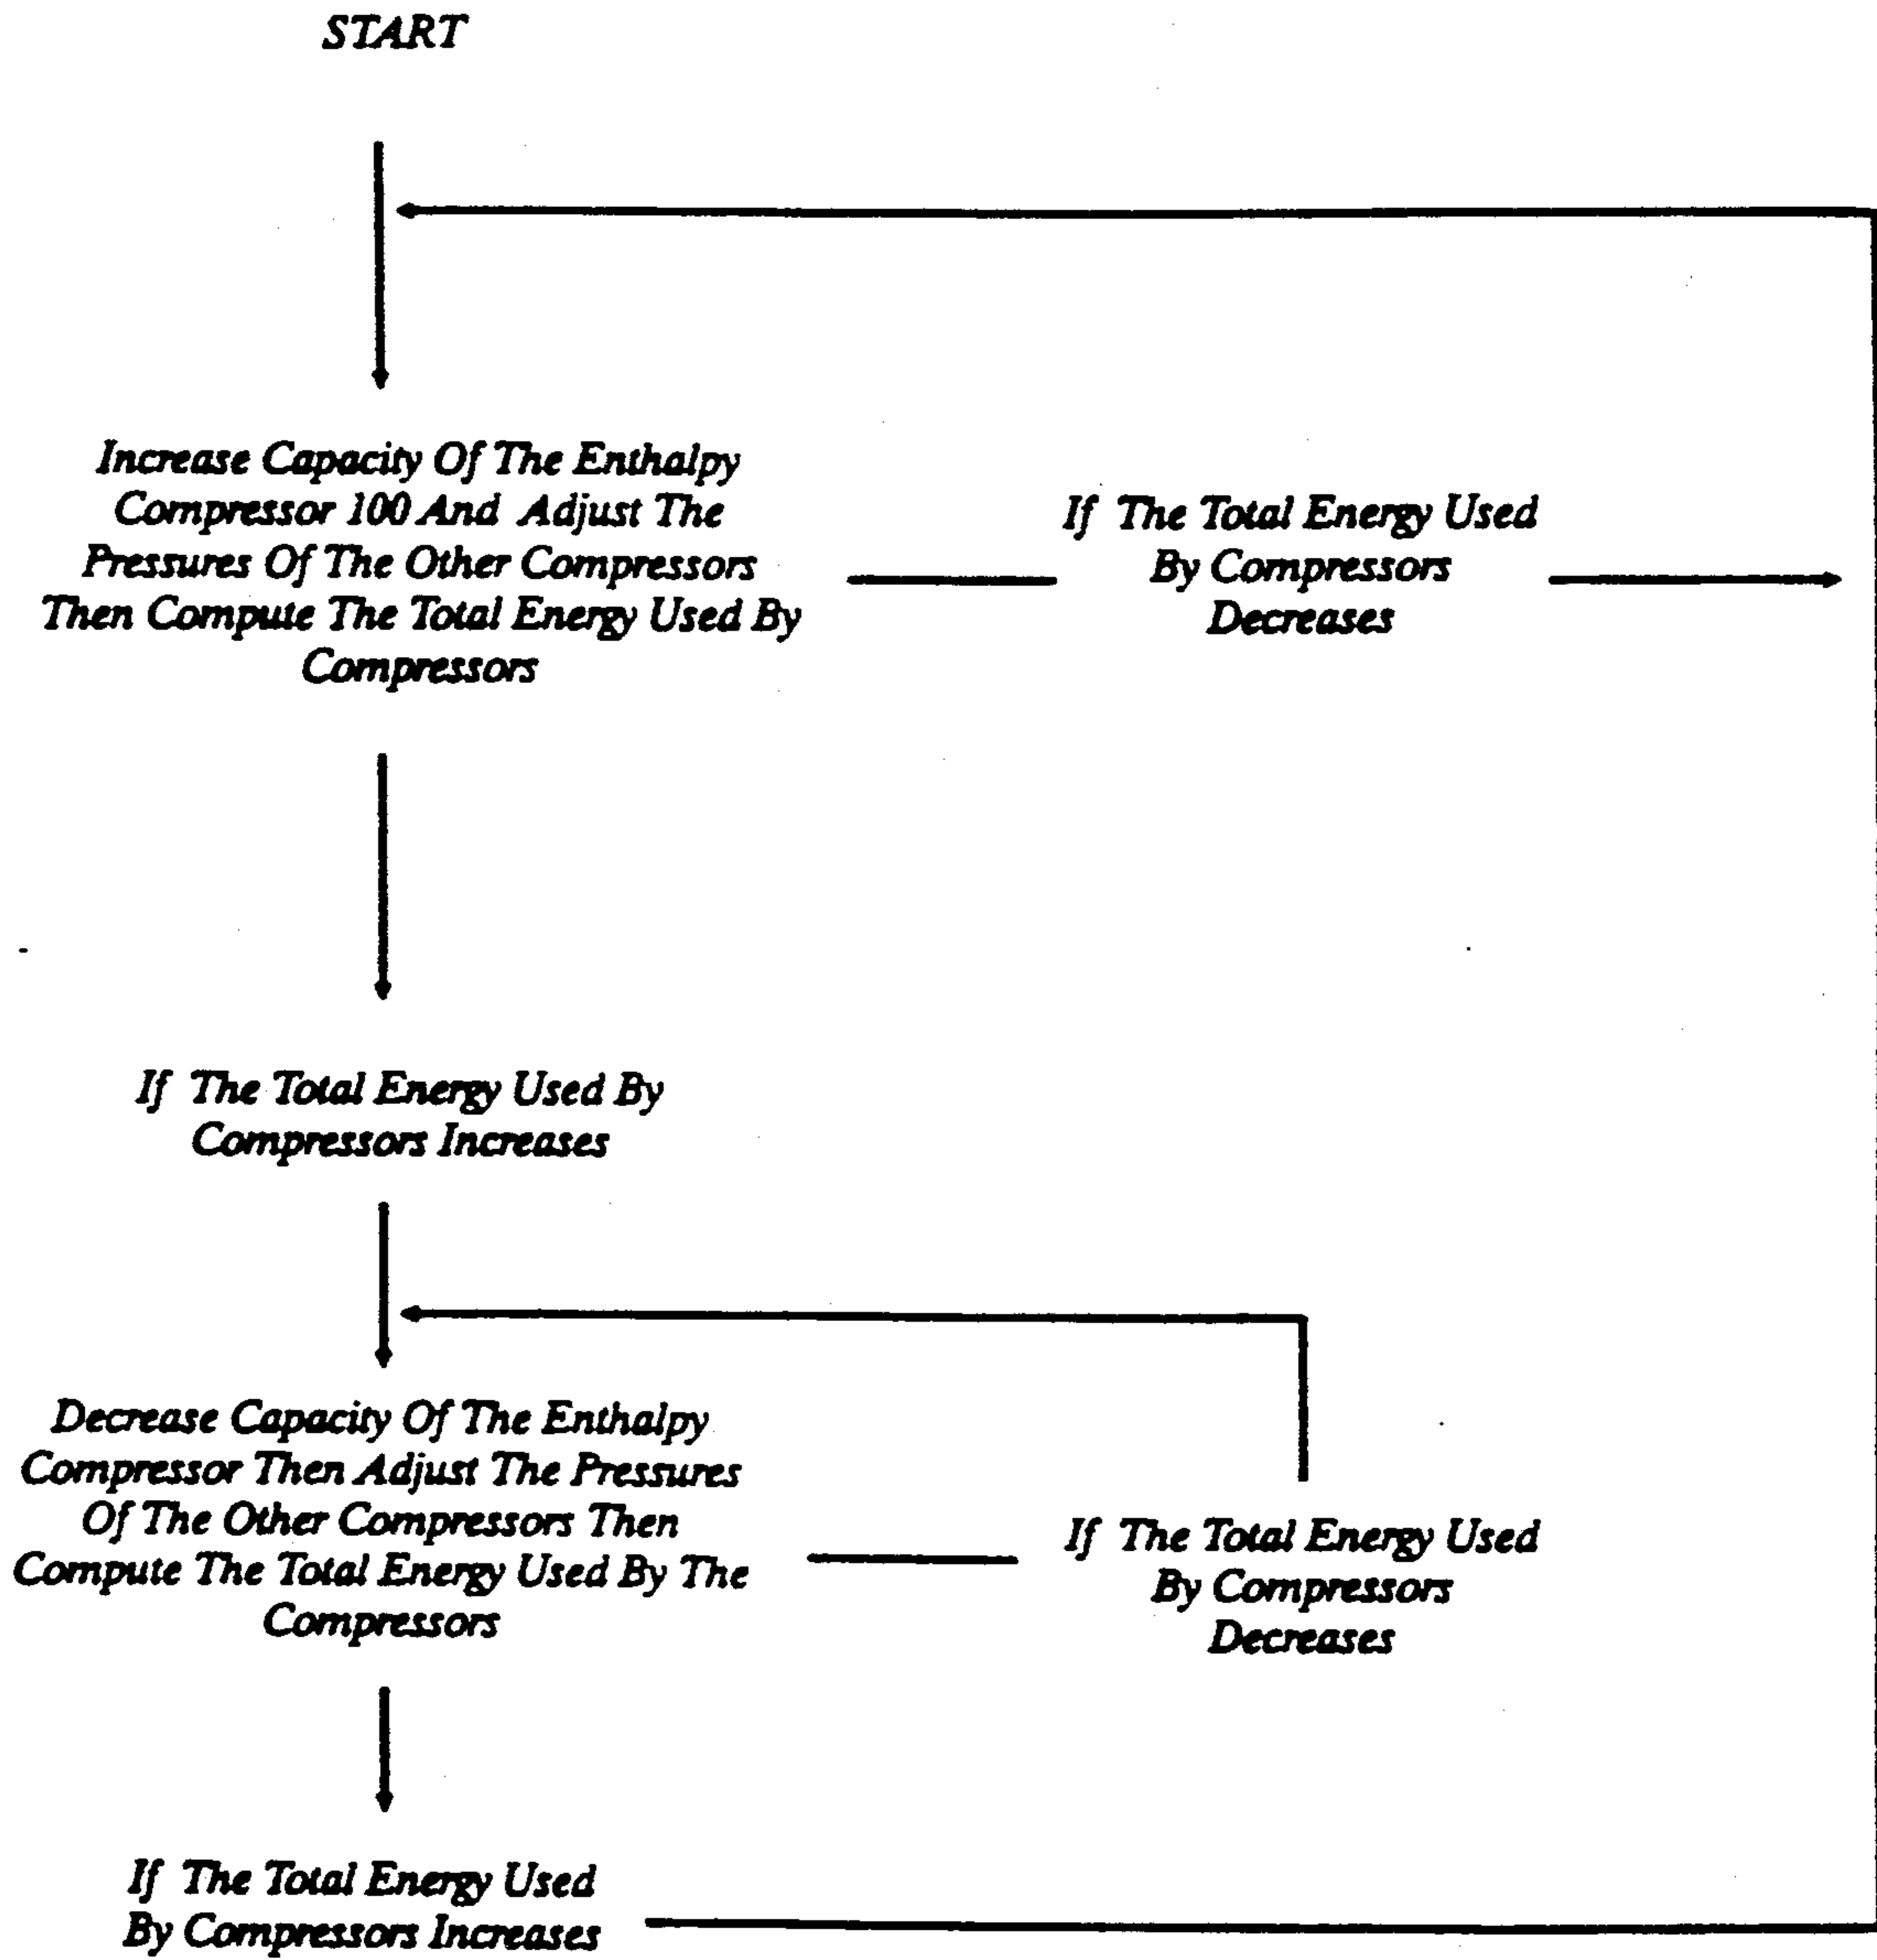 START
Increase Capacity Of The Enthalpy
Compressor 100 And Adjust The
Pressures Of The Other Compressors
Then Compute The Total Energy Used By
Compressors
If The Total Energy Used
By Compressors
Decreases
If The Total Energy Used By
Compressors Increases
Decrease Capacity Of The Enthalpy
Compressor Then Adjust The Pressures
Of The Other Compressors Then
Compute The Total Energy Used By The
Compressors
If The Total Energy Used
By Compressors
Decreases
If The Total Energy Used
By Compressors Increases